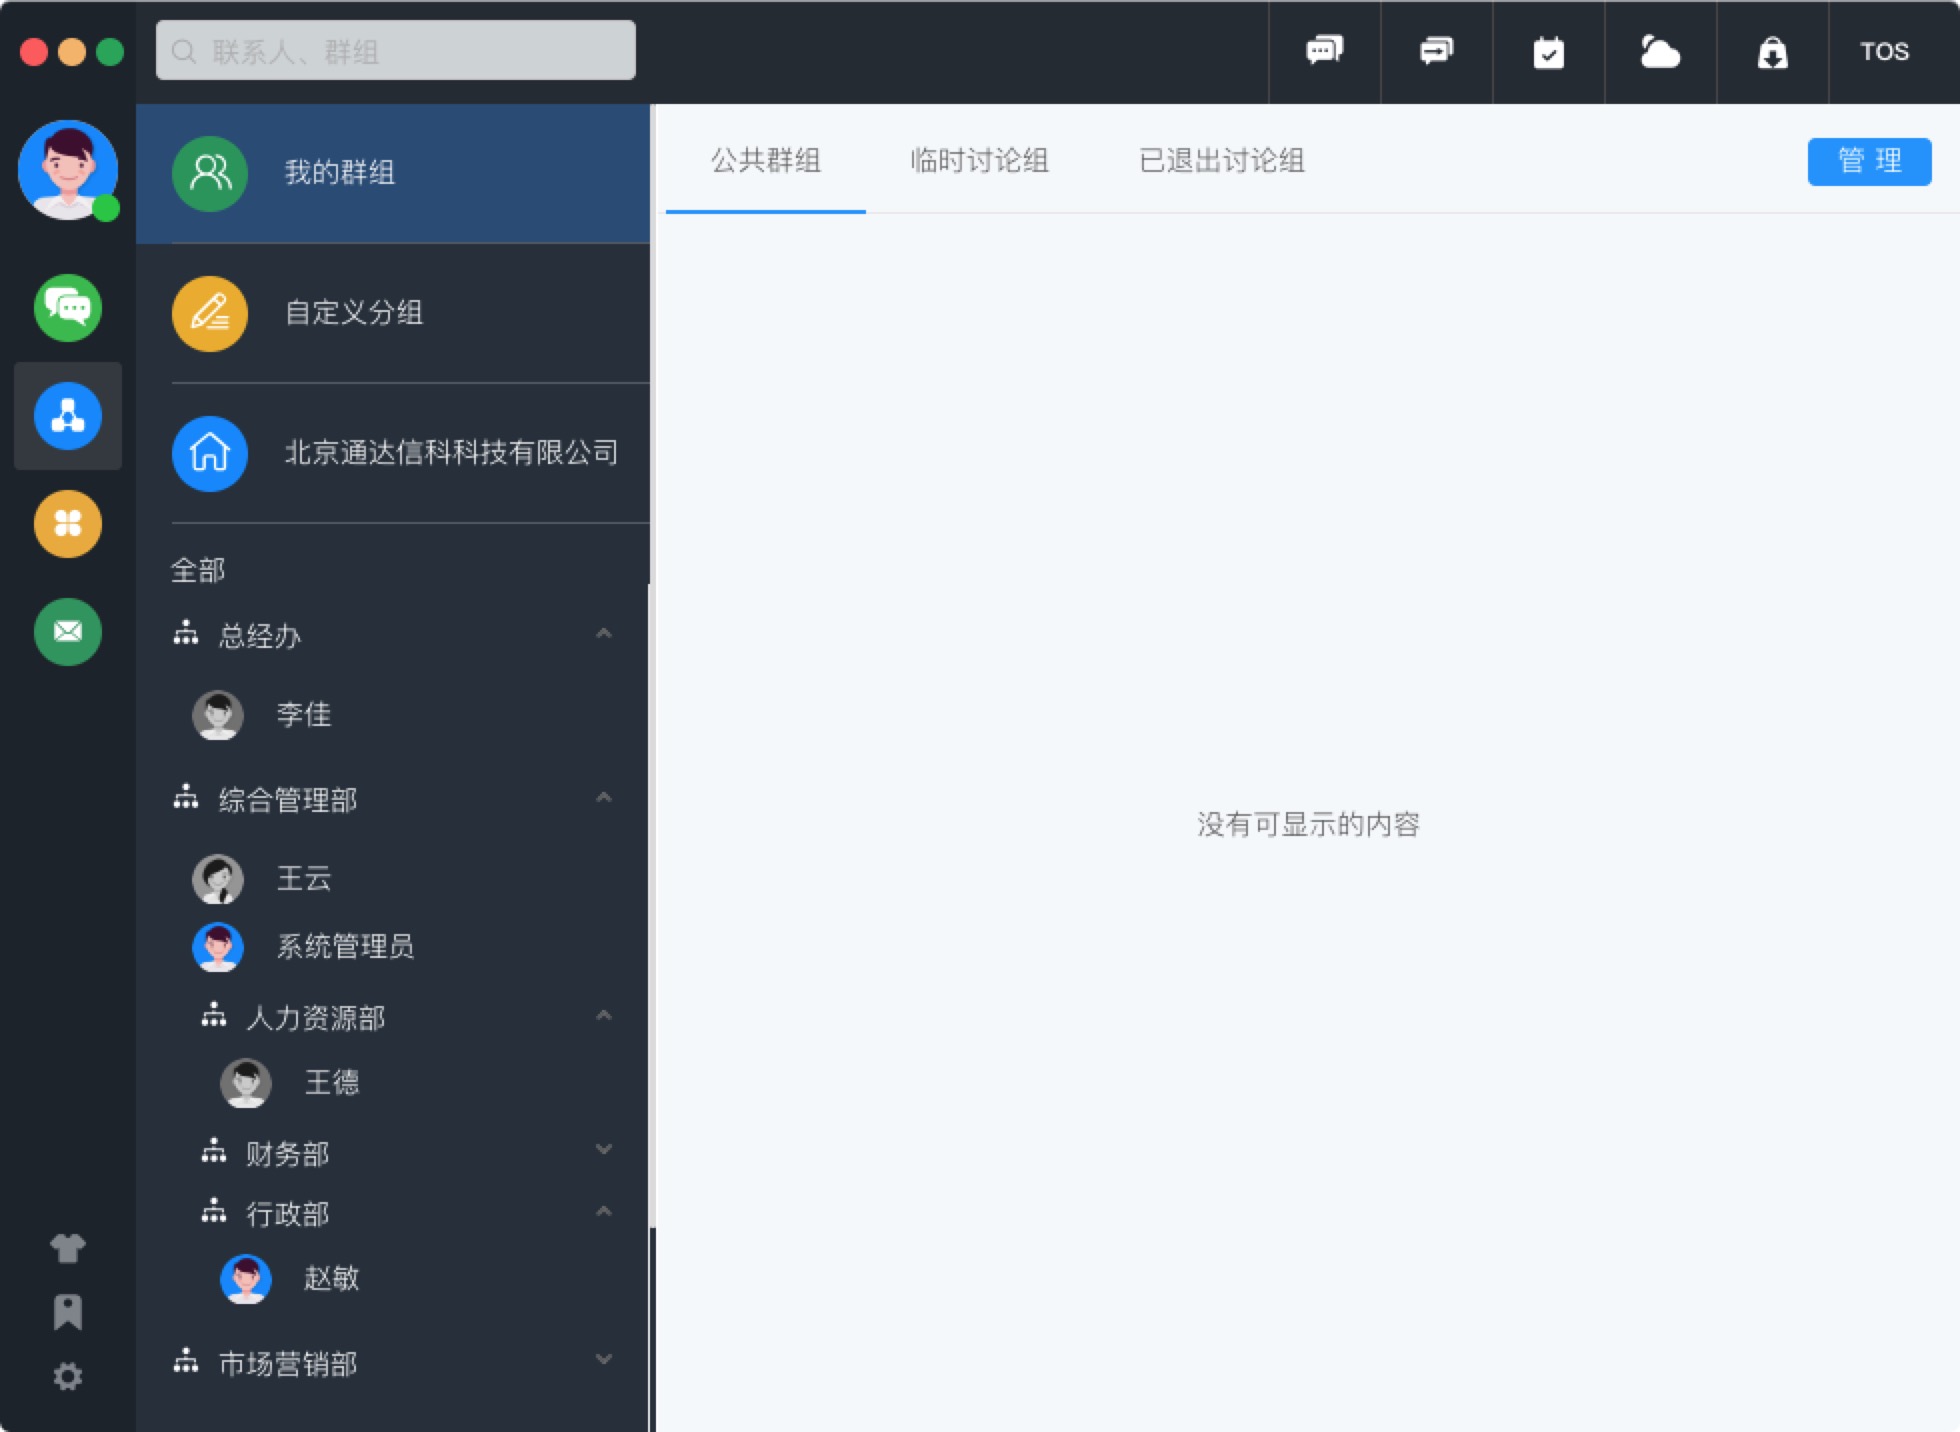 联系人、群组
TOS
我的群组
自定义分组
北京通达信科科技有限公司
全部
总经办
李佳
综合管理部
王云
系统管理员
人力资源部
王德
财务部
行政部
赵敏
市场营销部
公共群组
临时讨论组
已退出讨论组
管 理
没有可显示的内容